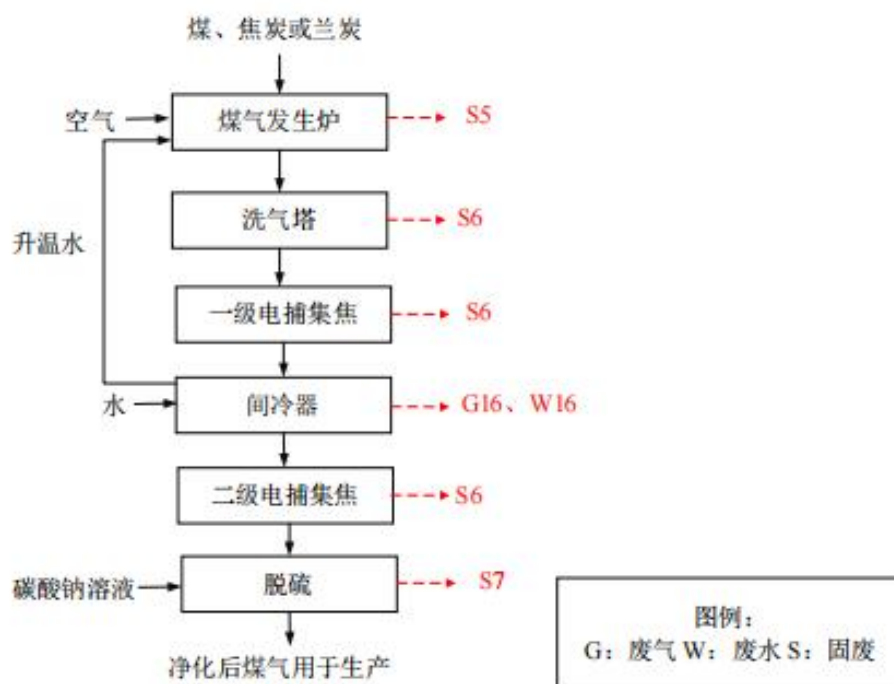 煤、焦炭或兰炭
空气
煤气发生炉
S5
洗气塔
S6
升温水
一级电捕集焦
S6
水
间冷器
G16、W16
二级电捕集焦
S6
碳酸钠溶液
脱硫
S7
净化后煤气用于生产
图例：
G：废气 W：废水 S：固废